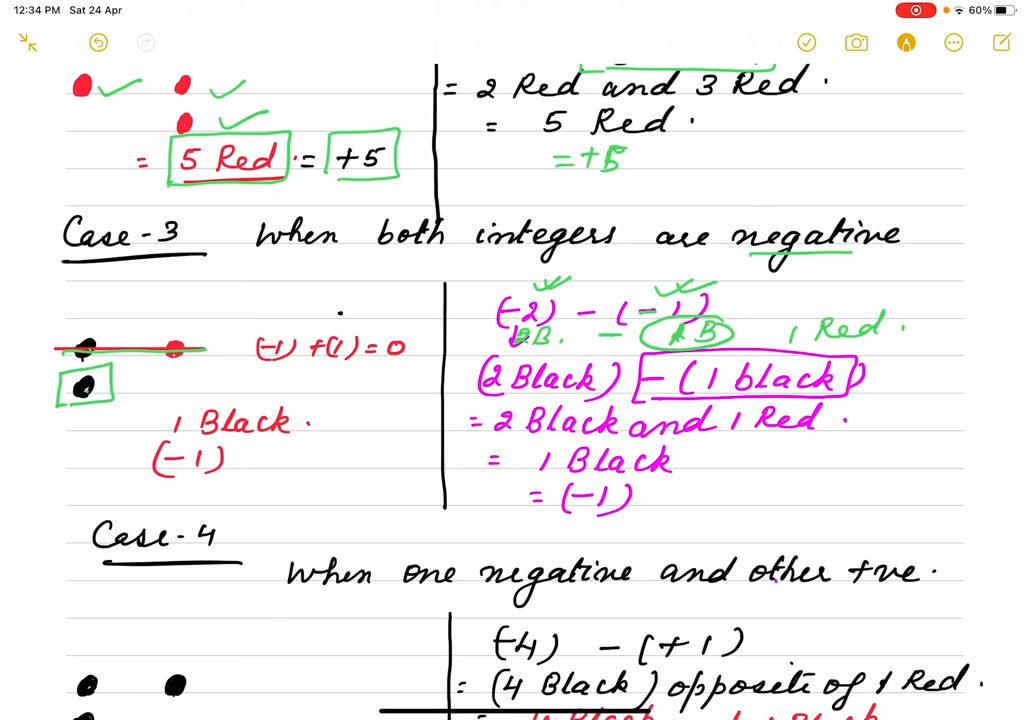 12:34 PM Sat 24 Apr
60%
= 2 Red and 3 Red.
= 5 Red.
= 5 Red. = +5
= +5
Case-3 When both integers are negative
(-2) - (-1)
B. - 1 B 1 Red.
(-1) + (1) = 0
(2 Black) - (1 black)
1 Black.
= 2 Black and 1 Red.
(-1)
= 1 Black
= (-1)
Case-4
When one negative and other +ve.
(-4) - (+1)
= (4 Black) opposite of 1 Red.